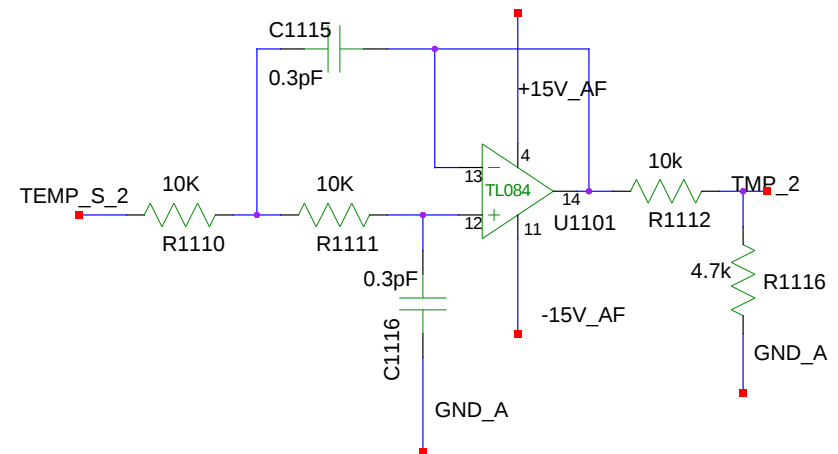 C1115
0.3pF
+15V_AF
4
13
TL084
10k
TMP_2
TEMP_S_2
10K
10K
14
12
+
−
U1101
R1112
R1110
R1111
11
0.3pF
4.7k
R1116
-15V_AF
C1116
GND_A
GND_A